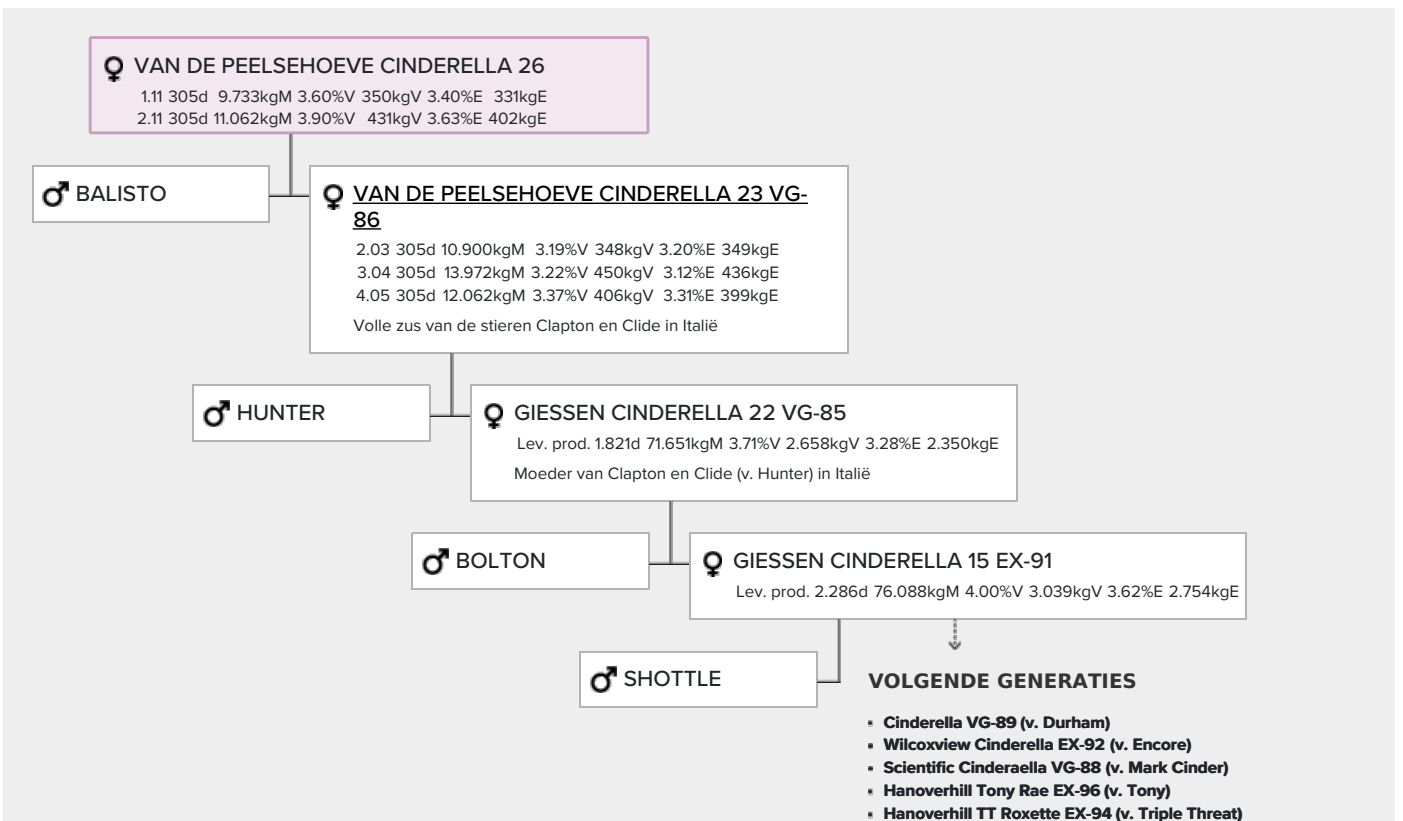 VAN DE PEELSEHOEVE CINDERELLA 26
1.11 305d 9.733kgM 3.60%V 350kgV 3.40%E 331kgE
2.11 305d 11.062kgM 3.90%V 431kgV 3.63%E 402kgE
BALISTO
VAN DE PEELSEHOEVE CINDERELLA 23 VG-
86
2.03 305d 10.900kgM 3.19%V 348kgV 3.20%E 349kgE
3.04 305d 13.972kgM 3.22%V 450kgV 3.12%E 436kgE
4.05 305d 12.062kgM 3.37%V 406kgV 3.31%E 399kgE
Volle zus van de stieren Clapton en Clide in Italië
HUNTER
GIESSEN CINDERELLA 22 VG-85
Lev. prod. 1.821d 71.651kgM 3.71%V 2.658kgV 3.28%E 2.350kgE
Moeder van Clapton en Clide (v. Hunter) in Italië
BOLTON
GIESSEN CINDERELLA 15 EX-91
Lev. prod. 2.286d 76.088kgM 4.00%V 3.039kgV 3.62%E 2.754kgE
SHOTTLE
VOLGENDE GENERATIES
Cinderella VG-89 (v. Durham)
Wilcoxview Cinderella EX-92 (v. Encore)
Scientific Cinderaella VG-88 (v. Mark Cinder)
Hanoverhill Tony Rae EX-96 (v. Tony)
Hanoverhill TT Roxette EX-94 (v. Triple Threat)